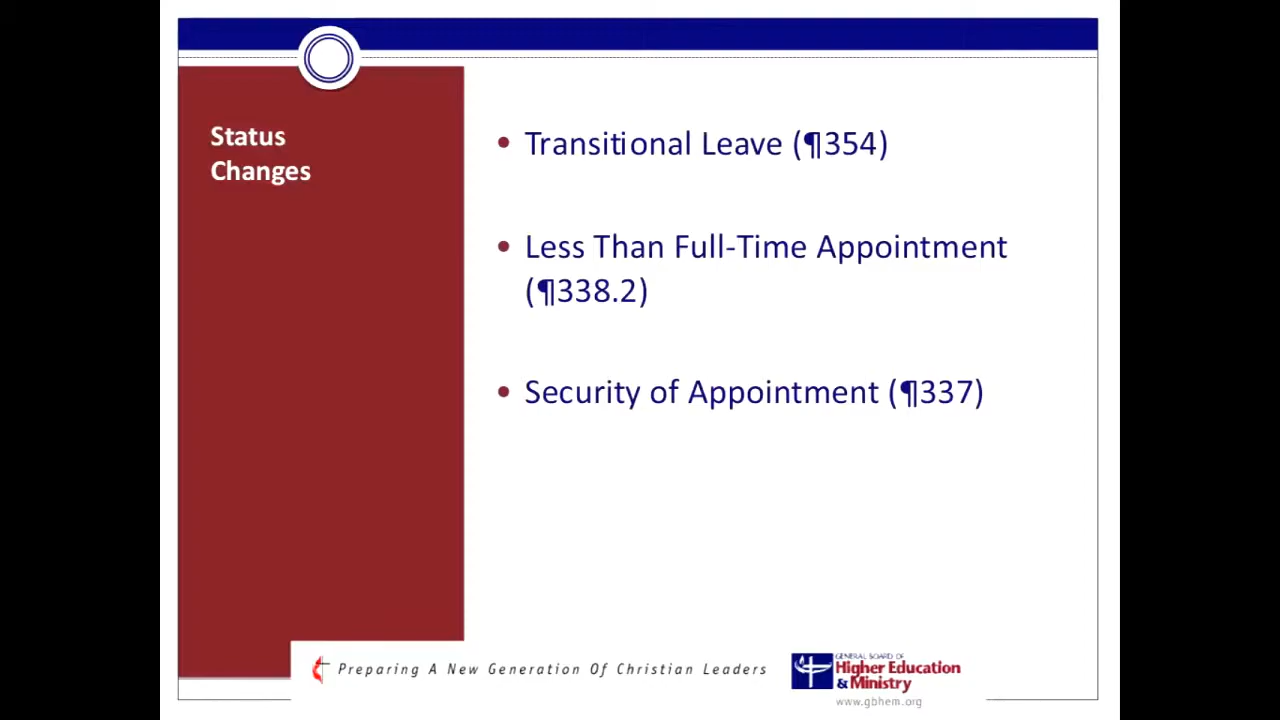 Status
Changes
• Transitional Leave (¶354)
• Less Than Full-Time Appointment
(¶338.2)
• Security of Appointment (¶337)
Preparing A New Generation Of Christian Leaders
GENERAL BOARD OF
Higher Education
& Ministry
www.gbhem.org